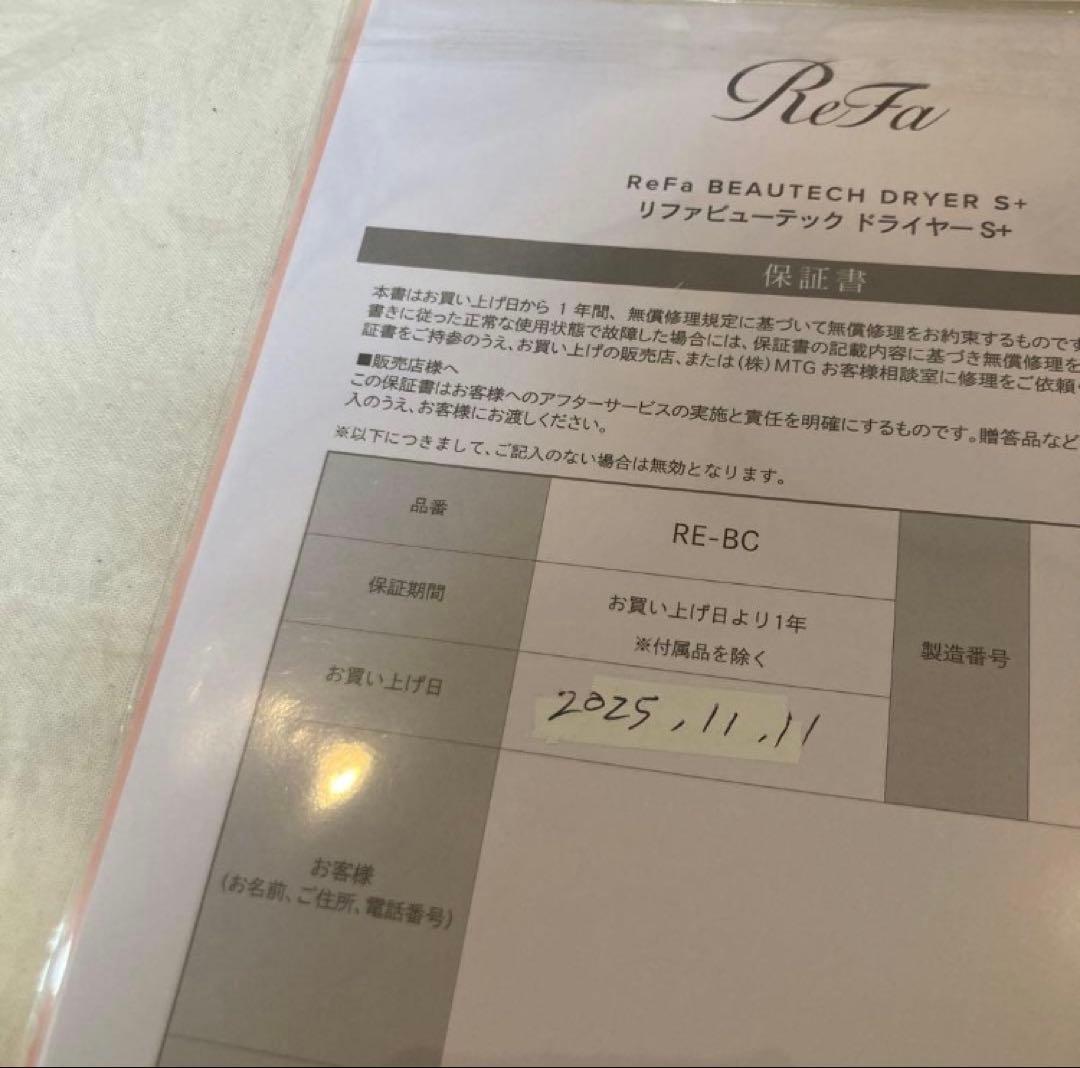 ReFa
ReFa BEAUTECH DRYER S+
リファビューテック ドライヤー S+
保証書
本書はお買い上げ日から 1 年間、無償修理規定に基づいて無償修理をお約束するものです
書きに従った正常な使用状態で故障した場合には、保証書の記載内容に基づき無償修理を
証書をご持参のうえ、お買い上げの販売店、または(株)MTG お客様相談室に修理をご依頼
■販売店様へ
この保証書はお客様へのアフターサービスの実施と責任を明確にするものです。贈答品など
入のうえ、お客様にお渡しください。
※以下につきまして、ご記入のない場合は無効となります。
品番
RE-BC
保証期間
お買い上げ日より1年
※付属品を除く
製造番号
お買い上げ日
2025,11,11
お客様
(お名前、ご住所、電話番号)